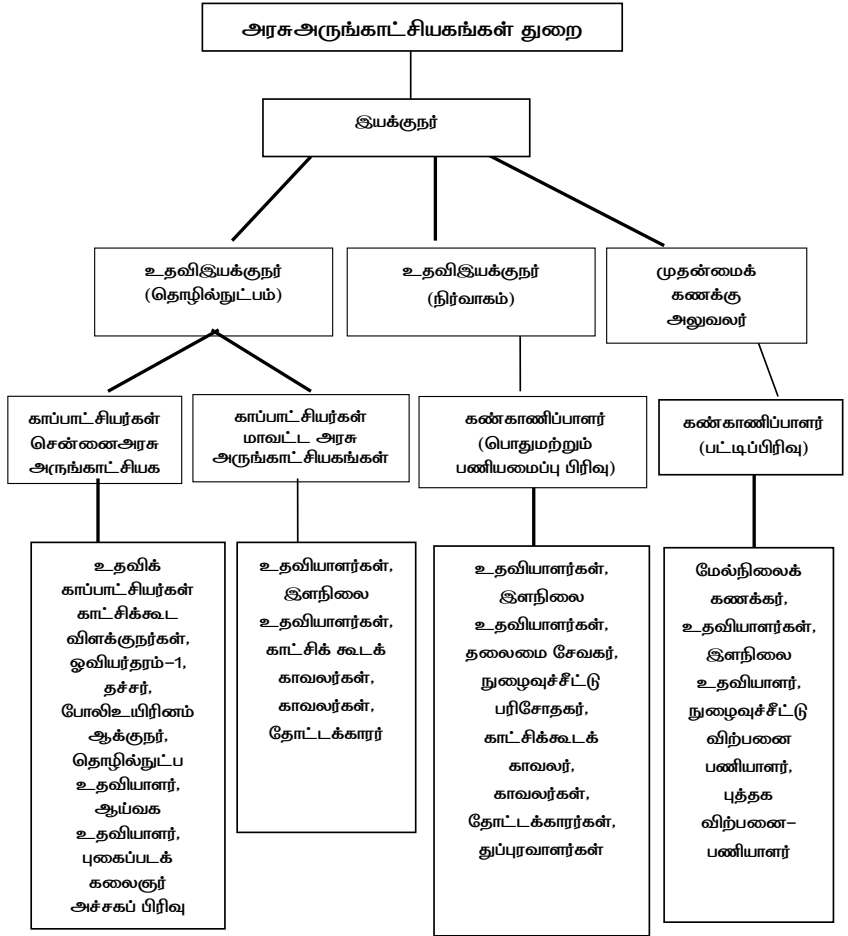 அரசுஅருங்காட்சியகங்கள் துறை
இயக்குநர்
உதவிஇயக்குநர்
(தொழில்நுட்பம்)
உதவிஇயக்குநர்
(நிர்வாகம்)
முதன்மைக்
கணக்கு
அலுவலர்
காப்பாட்சியர்கள்
சென்னைஅரசு
அருங்காட்சியக
காப்பாட்சியர்கள்
மாவட்ட அரசு
அருங்காட்சியகங்கள்
கண்காணிப்பாளர்
(பொதுமற்றும்
பணியமைப்பு பிரிவு)
கண்காணிப்பாளர்
(பட்டிப்பிரிவு)
உதவிக்
காப்பாட்சியர்கள்
காட்சிக்கூட
விளக்குநர்கள்,
ஓவியர்தரம்–1,
தச்சர்,
போலிஉயிரினம்
ஆக்குநர்,
தொழில்நுட்ப
உதவியாளர்,
ஆய்வக
உதவியாளர்,
புகைப்படக்
கலைஞர்
அச்சகப் பிரிவு
உதவியாளர்கள்,
இளநிலை
உதவியாளர்கள்,
காட்சிக் கூடக்
காவலர்கள்,
காவலர்கள்,
தோட்டக்காரர்
உதவியாளர்கள்,
இளநிலை
உதவியாளர்கள்,
தலைமை சேவகர்,
நுழைவுச்சீட்டு
பரிசோதகர்,
காட்சிக்கூடக்
காவலர்,
காவலர்கள்,
தோட்டக்காரர்கள்,
துப்புரவாளர்கள்
மேல்நிலைக்
கணக்கர்,
உதவியாளர்கள்,
இளநிலை
உதவியாளர்,
நுழைவுச்சீட்டு
விற்பனை
பணியாளர்,
புத்தக
விற்பனை–
பணியாளர்